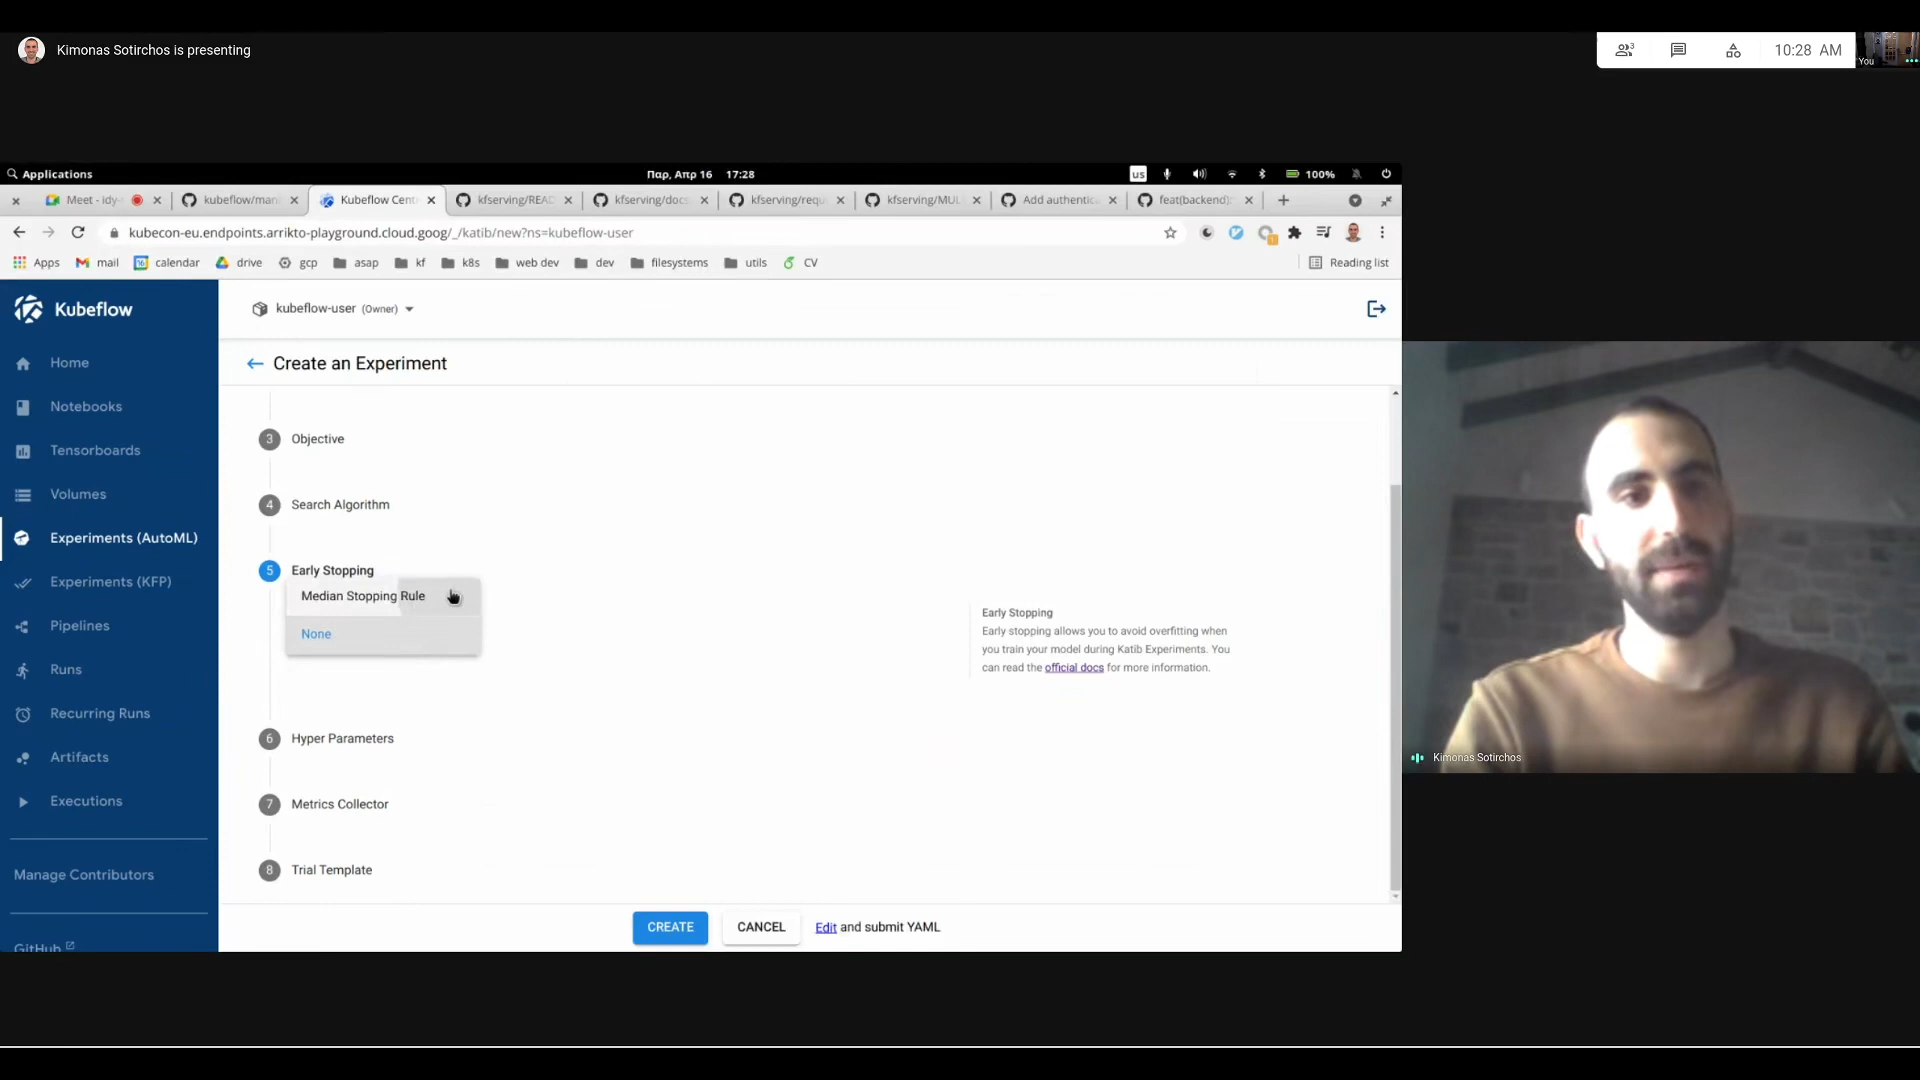 Kimonas Sotirchos is presenting
3
10:28 AM
You
Applications
Παρ, Απρ 16 17:28
us
100%
Meet - idy-
kubeflow/man
Kubeflow Cent
kfserving/READ
kfserving/docs
kfserving/requ
kfserving/MUL
Add authentica
feat(backend):
kubecon-eu.endpoints.arrikto-playground.cloud.goog/_/katib/new?ns=kubeflow-user
Apps
mail
calendar
drive
gcp
asap
kf
k8s
web dev
dev
filesystems
utils
CV
Reading list
Kubeflow
kubeflow-user (Owner)
Home
Notebooks
Tensorboards
Volumes
Experiments (AutoML)
Experiments (KFP)
Pipelines
Runs
Recurring Runs
Artifacts
Executions
Manage Contributors
GitHub
Create an Experiment
3 Objective
4 Search Algorithm
5 Early Stopping
Median Stopping Rule
None
Early Stopping
Early stopping allows you to avoid overfitting when
you train your model during Katib Experiments. You
can read the official docs for more information.
6 Hyper Parameters
7 Metrics Collector
8 Trial Template
CREATE
CANCEL
Edit and submit YAML
Kimonas Sotirchos